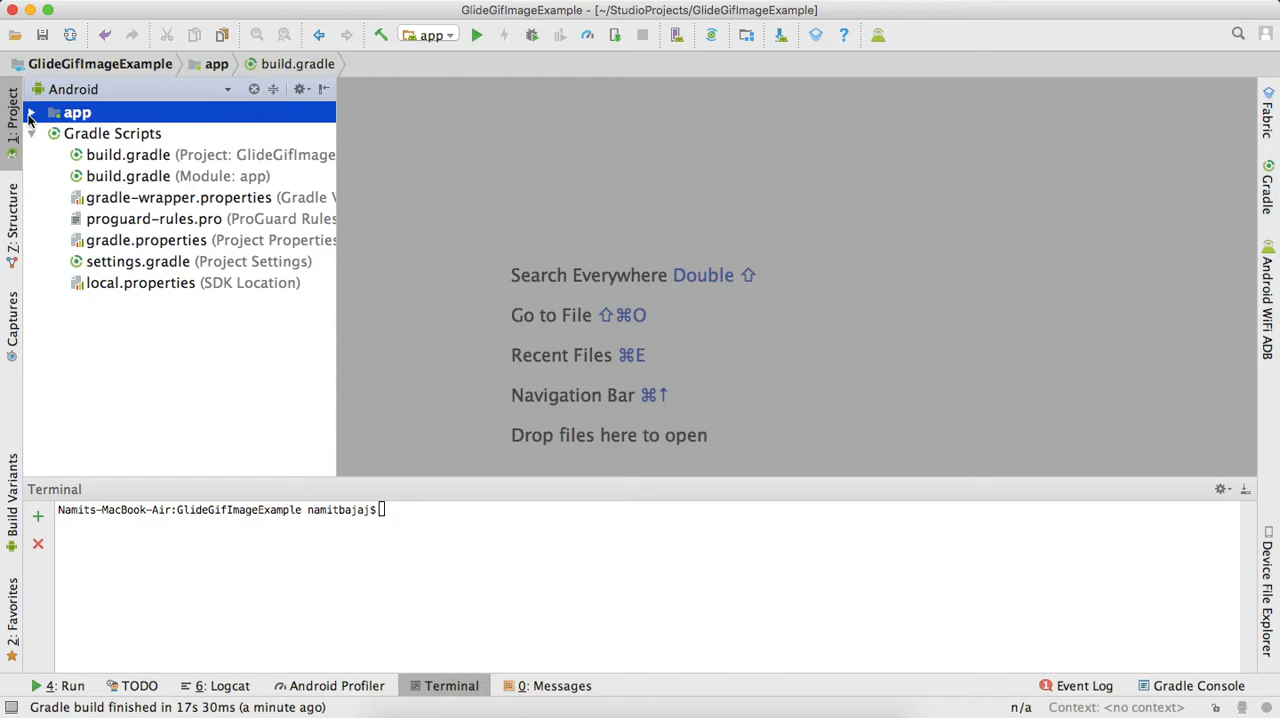 GlideGifImageExample - [~/StudioProjects/GlideGifImageExample]
app
GlideGifImageExample
app
build.gradle
Android
1: Project
Z: Structure
Captures
Build Variants
2: Favorites
app
Gradle Scripts
build.gradle (Project: GlideGifImage
build.gradle (Module: app)
gradle-wrapper.properties (Gradle V
proguard-rules.pro (ProGuard Rules
gradle.properties (Project Properties
settings.gradle (Project Settings)
local.properties (SDK Location)
Search Everywhere Double ⇧
Go to File ⇧⌘O
Recent Files ⌘E
Navigation Bar ⌘↑
Drop files here to open
Fabric
Gradle
Android WiFi ADB
Device File Explorer
Terminal
Namits-MacBook-Air:GlideGifImageExample namitbajaj$
4: Run
TODO
6: Logcat
Android Profiler
Terminal
0: Messages
1 Event Log
Gradle Console
Gradle build finished in 17s 30ms (a minute ago)
n/a
Context: <no context>